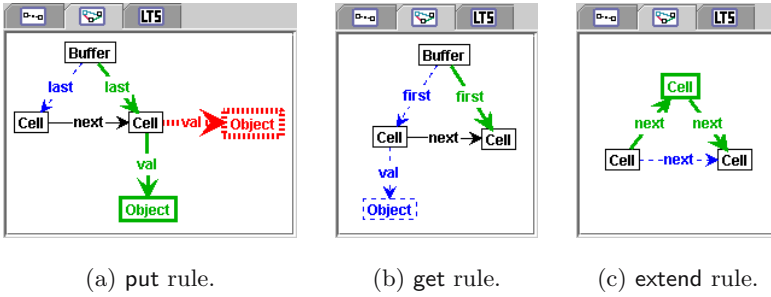 LTS
LTS
LTS
Buffer
last
last
Cell
next
Cell
val
Object
val
Object
Buffer
first
first
Cell
next
Cell
val
Object
Cell
next
next
Cell
next
Cell
(a) put rule.
(b) get rule.
(c) extend rule.